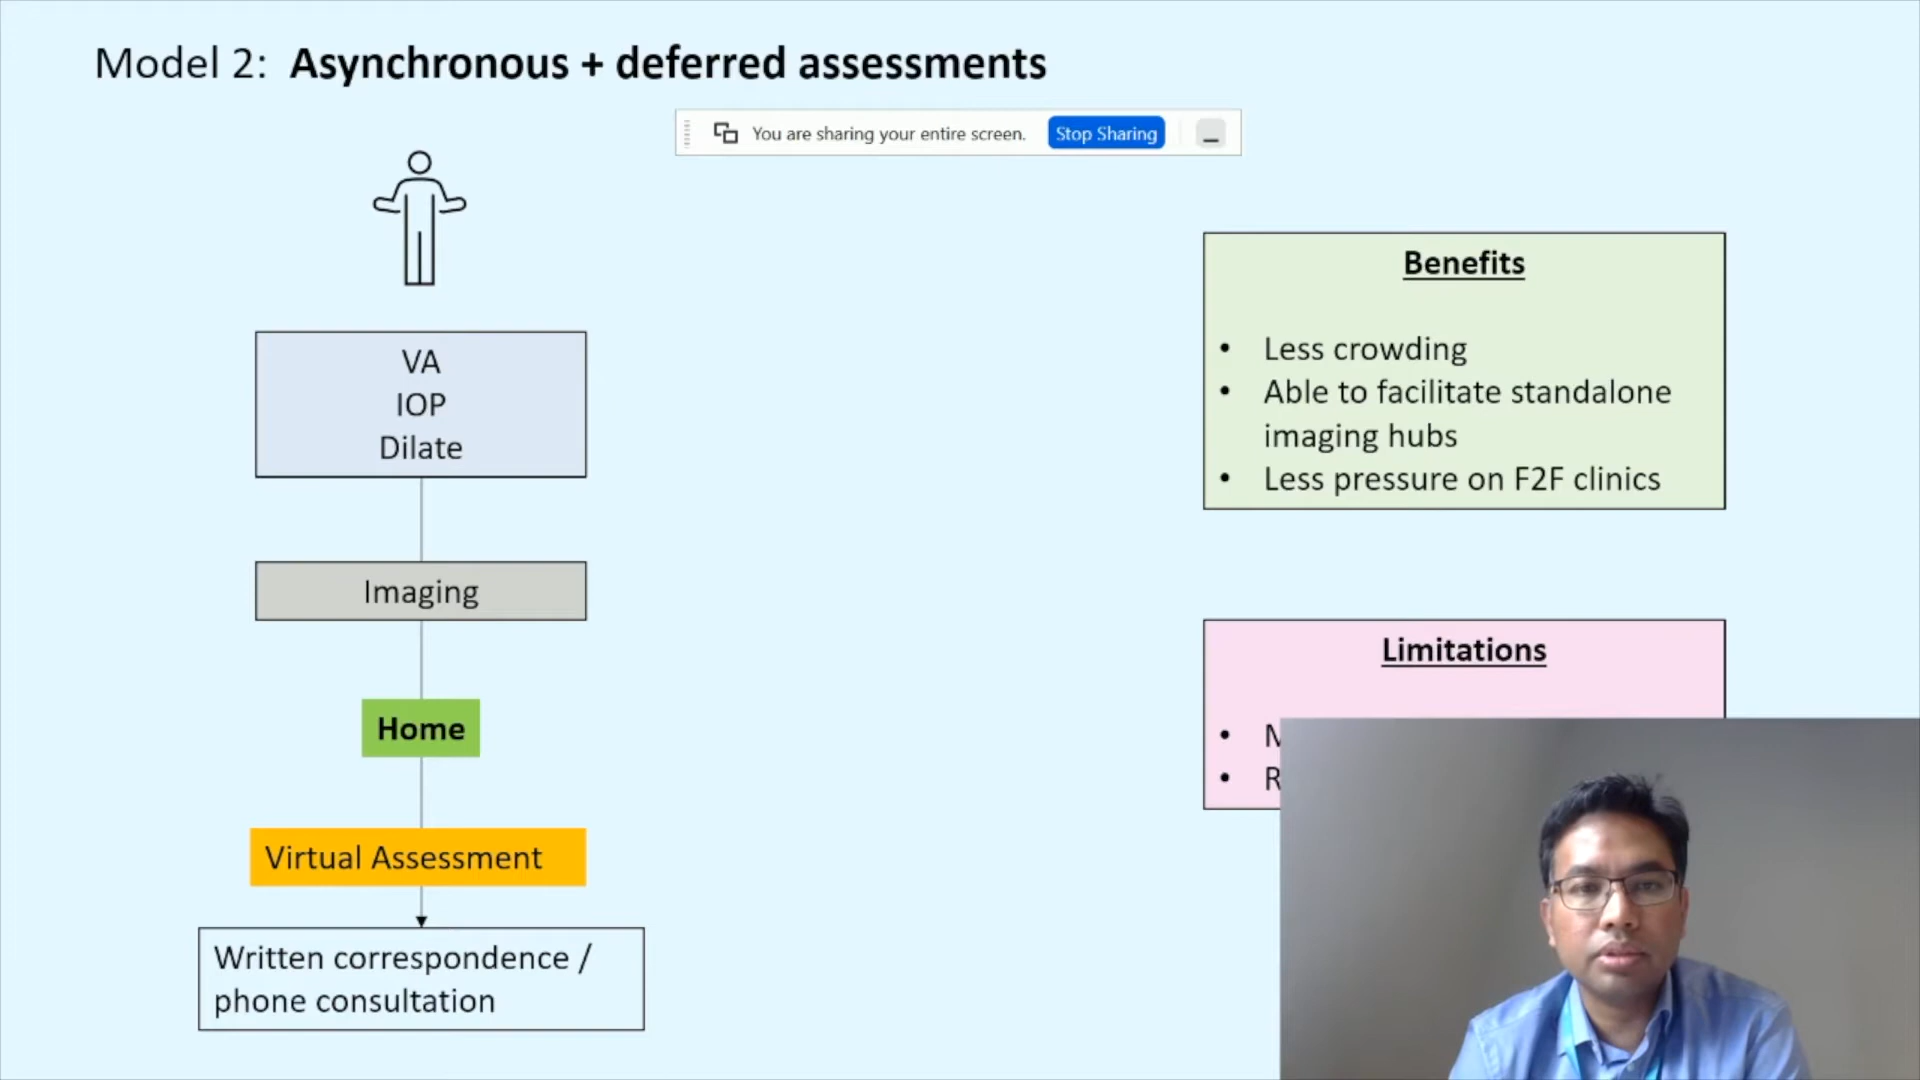 Model 2: Asynchronous + deferred assessments
You are sharing your entire screen. Stop Sharing
VA
IOP
Dilate
Imaging
Home
Virtual Assessment
Written correspondence /
phone consultation
Benefits
• Less crowding
• Able to facilitate standalone
imaging hubs
• Less pressure on F2F clinics
Limitations